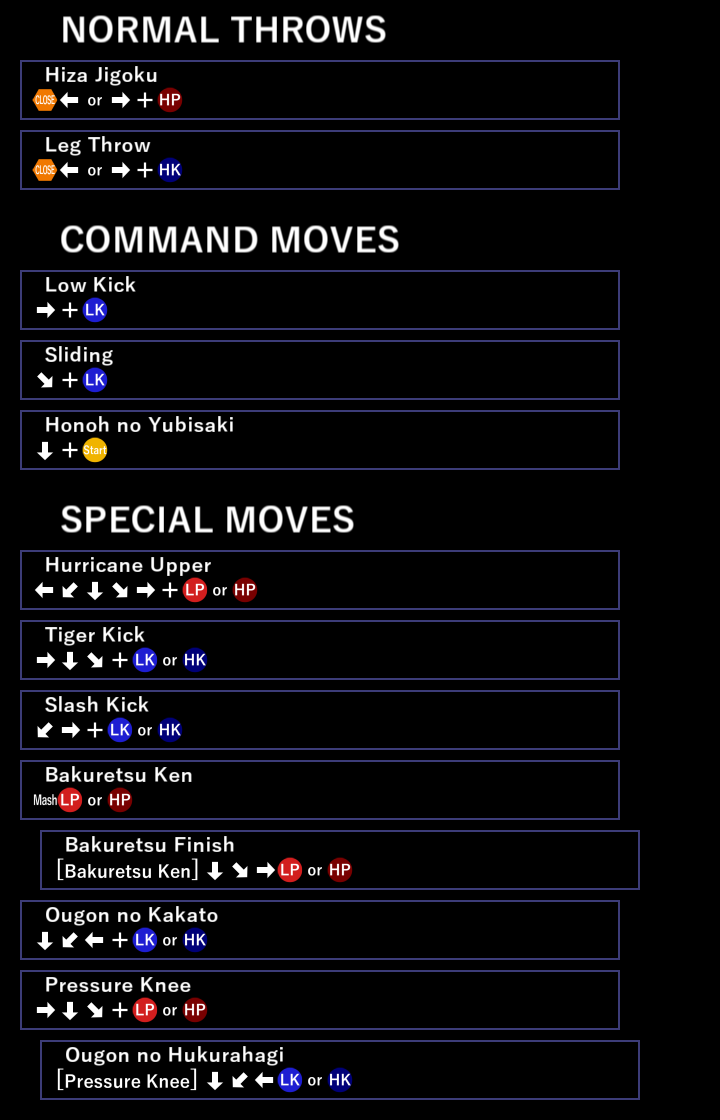 NORMAL THROWS
Hiza Jigoku
CLOSE ← or → + HP
Leg Throw
CLOSE ← or → + HK
COMMAND MOVES
Low Kick
→ + LK
Sliding
↘ + LK
Honoh no Yubisaki
↓ + Start
SPECIAL MOVES
Hurricane Upper
← ↙ ↓ ↘ → + LP or HP
Tiger Kick
→ ↓ ↘ + LK or HK
Slash Kick
↙ → + LK or HK
Bakuretsu Ken
Mash LP or HP
Bakuretsu Finish
[Bakuretsu Ken] ↓ ↘ → LP or HP
Ougon no Kakato
↓ ↙ ← + LK or HK
Pressure Knee
→ ↓ ↘ + LP or HP
Ougon no Hukurahagi
[Pressure Knee] ↓ ↙ ← LK or HK